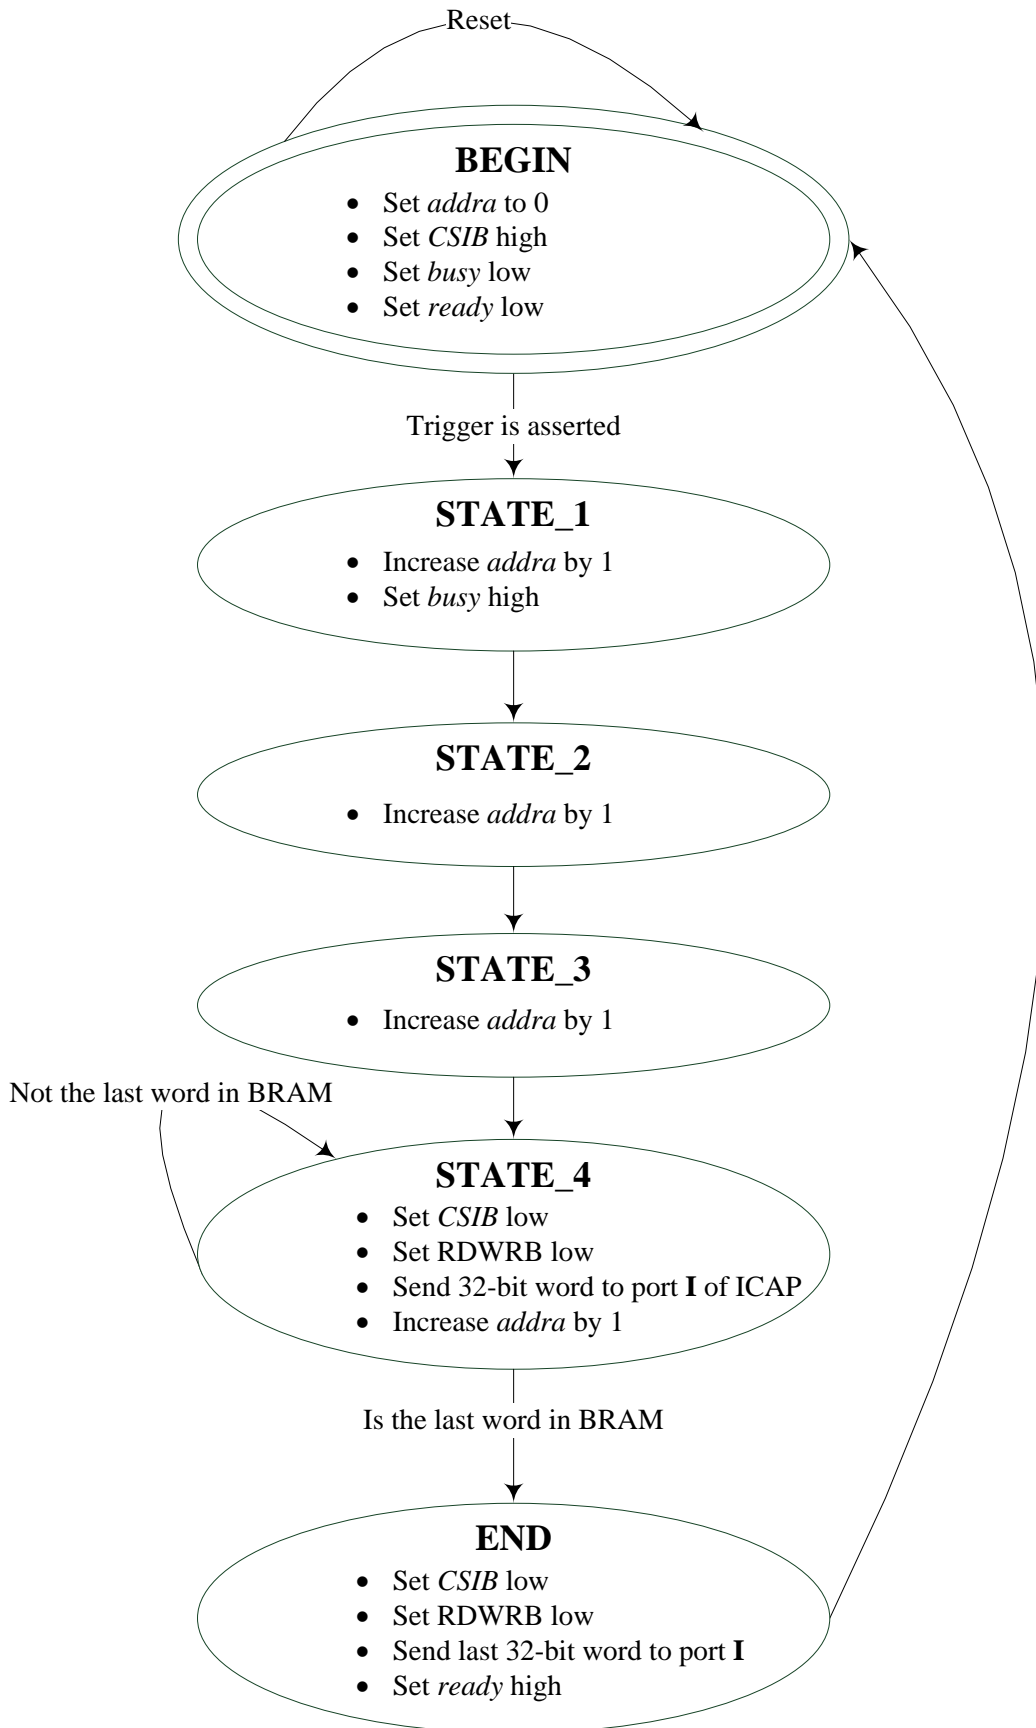 Reset
BEGIN
• Set addra to 0
• Set CSIB high
• Set busy low
• Set ready low
Trigger is asserted
STATE_1
• Increase addra by 1
• Set busy high
STATE_2
• Increase addra by 1
STATE_3
• Increase addra by 1
Not the last word in BRAM
STATE_4
• Set CSIB low
• Set RDWRB low
• Send 32-bit word to port I of ICAP
• Increase addra by 1
Is the last word in BRAM
END
• Set CSIB low
• Set RDWRB low
• Send last 32-bit word to port I
• Set ready high